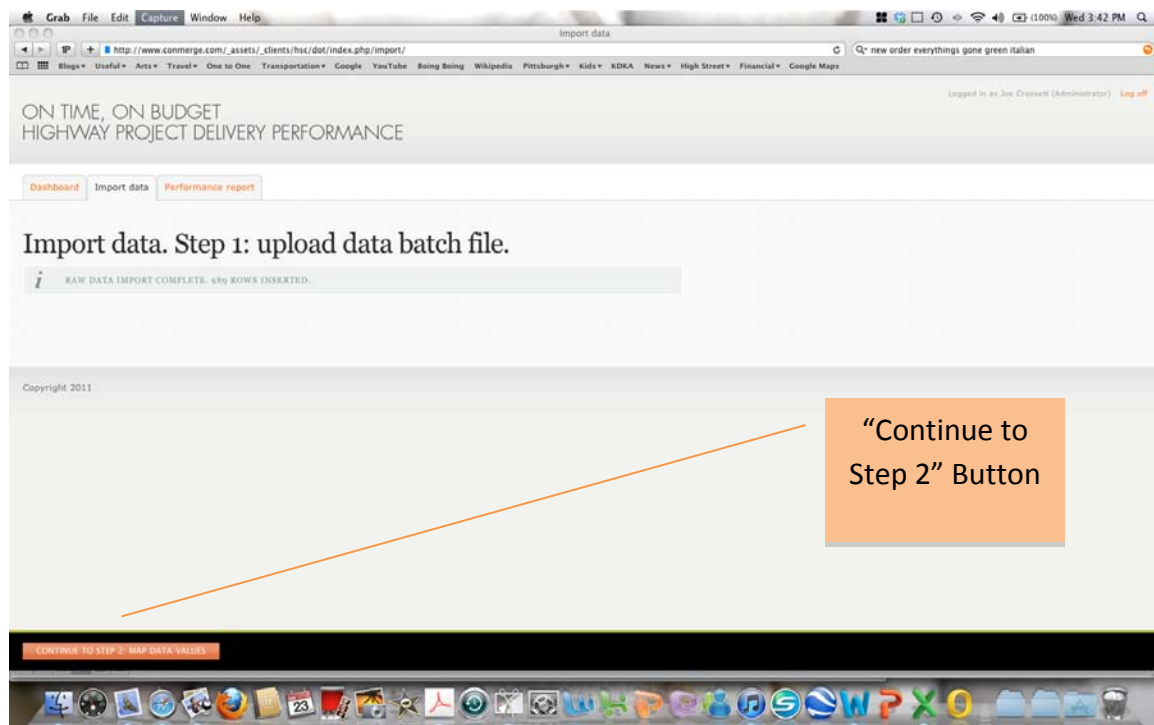 Grab File Edit Capture Window Help (100%) Wed 3:42 PM
Import data
http://www.conmerge.com/_assets/_clients/hsc/dot/index.php/import/ new order everythings gone green italian
Blogs Useful Arts Travel One to One Transportation Google YouTube Boing Boing Wikipedia Pittsburgh Kids KDKA News High Street Financial Google Maps
Logged in as Joe Crossett (Administrator) Log off
ON TIME, ON BUDGET
HIGHWAY PROJECT DELIVERY PERFORMANCE
Dashboard Import data Performance report
Import data. Step 1: upload data batch file.
i RAW DATA IMPORT COMPLETE. 989 ROWS INSERTED.
Copyright 2011
“Continue to
Step 2” Button
CONTINUE TO STEP 2: MAP DATA VALUES
23